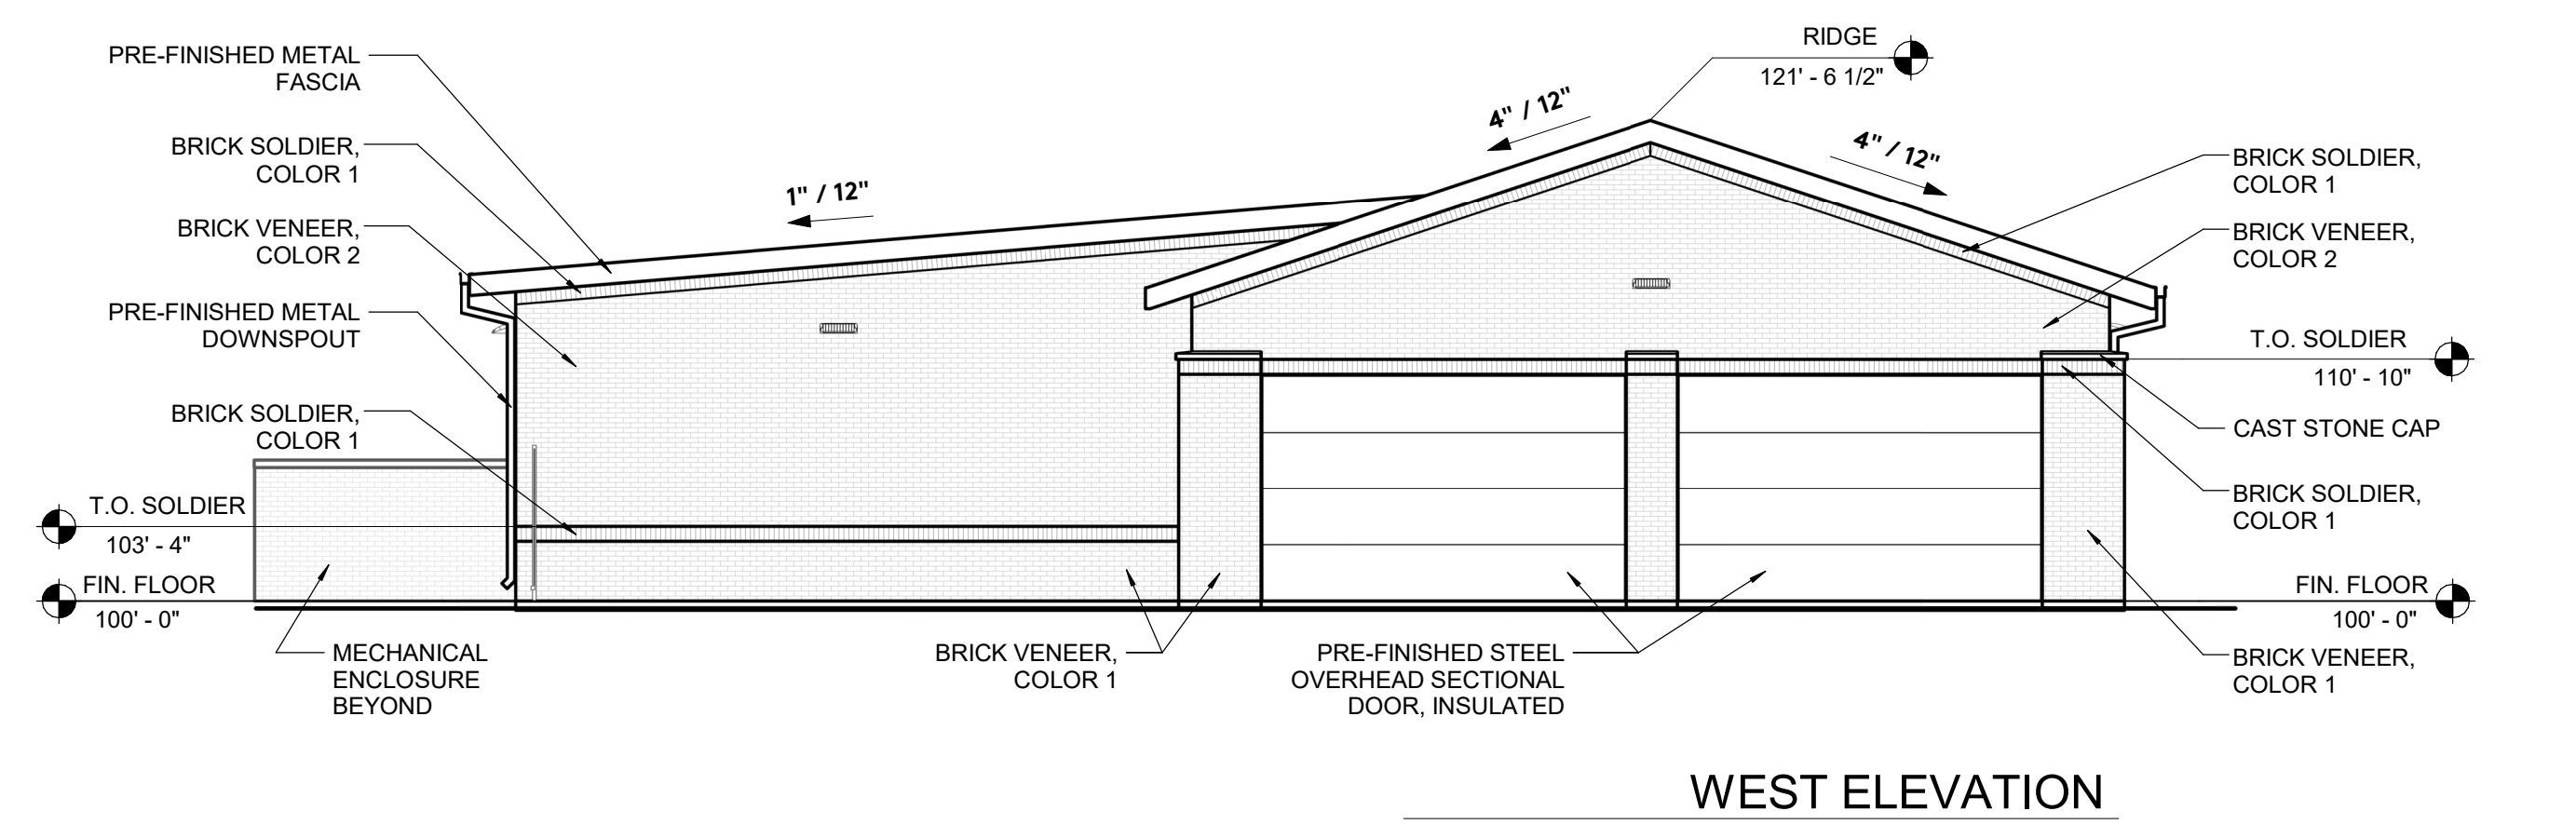 PRE-FINISHED METAL
FASCIA
BRICK SOLDIER,
COLOR 1
BRICK VENEER,
COLOR 2
PRE-FINISHED METAL
DOWNSPOUT
BRICK SOLDIER,
COLOR 1
T.O. SOLDIER
103' - 4"
FIN. FLOOR
100' - 0"
MECHANICAL
ENCLOSURE
BEYOND
1" / 12"
4" / 12"
RIDGE
121' - 6 1/2"
4" / 12"
BRICK SOLDIER,
COLOR 1
BRICK VENEER,
COLOR 2
T.O. SOLDIER
110' - 10"
CAST STONE CAP
BRICK SOLDIER,
COLOR 1
FIN. FLOOR
100' - 0"
BRICK VENEER,
COLOR 1
BRICK VENEER,
COLOR 1
PRE-FINISHED STEEL
OVERHEAD SECTIONAL
DOOR, INSULATED
WEST ELEVATION